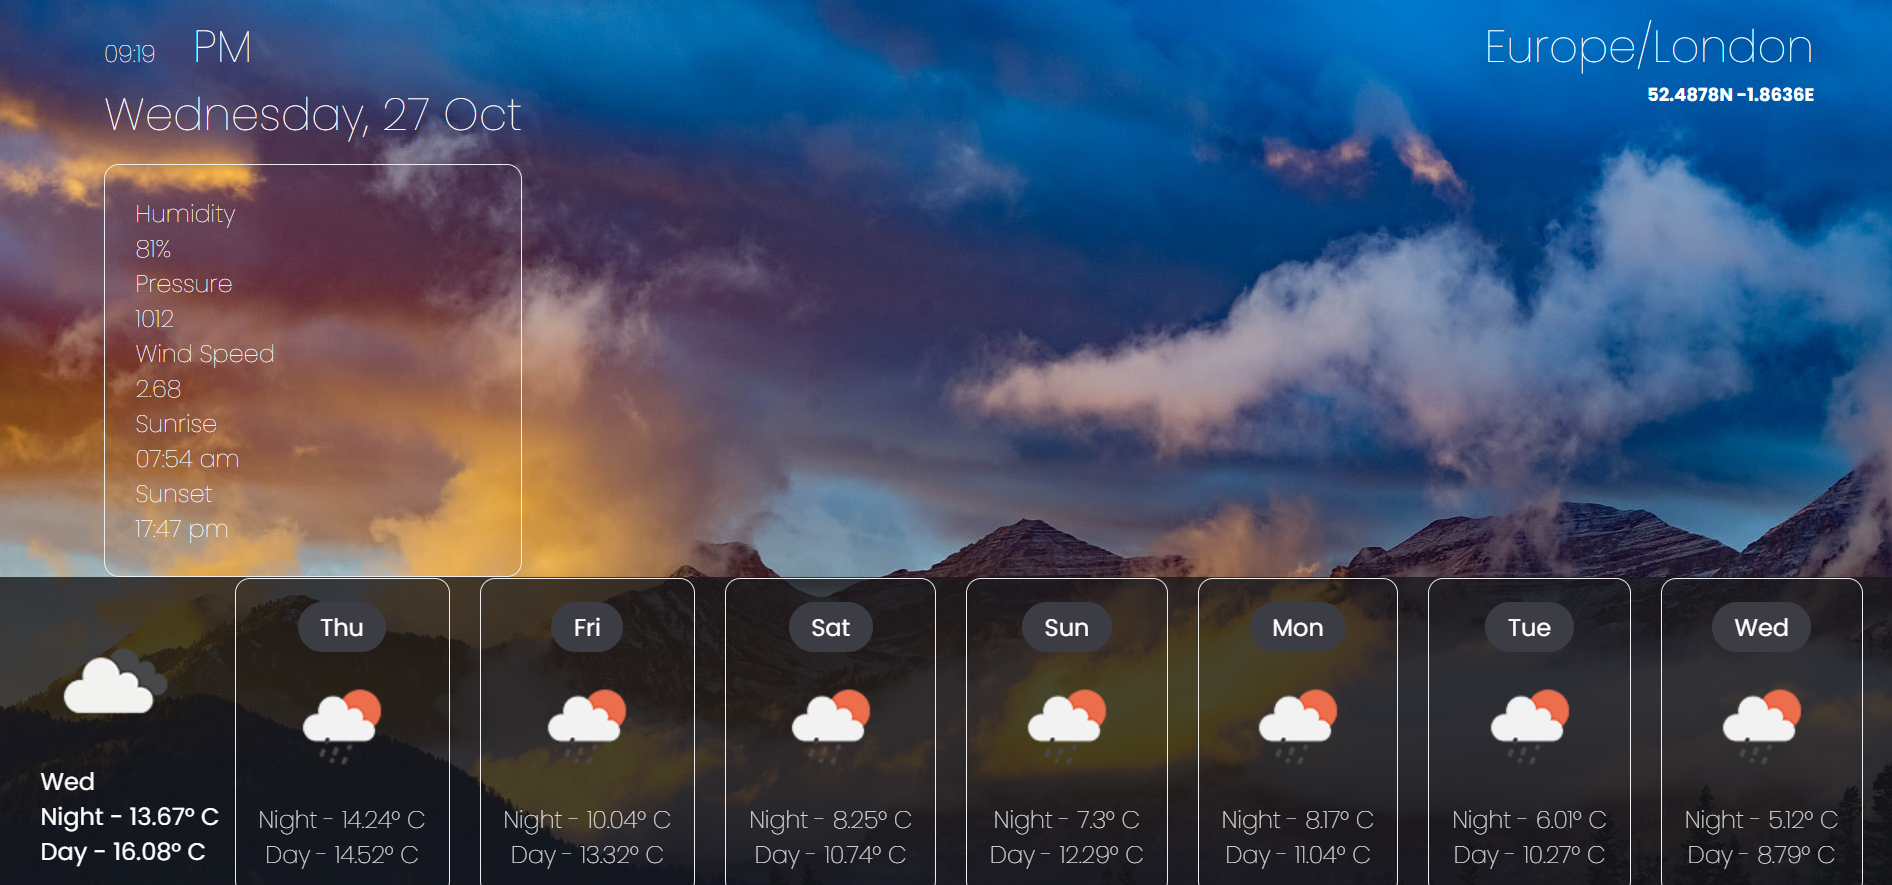 09:19 PM
Wednesday, 27 Oct
Europe/London
52.4878N -1.8636E
Humidity
81%
Pressure
1012
Wind Speed
2.68
Sunrise
07:54 am
Sunset
17:47 pm
Wed
Night - 13.67° C
Day - 16.08° C
Thu
Night - 14.24° C
Day - 14.52° C
Fri
Night - 10.04° C
Day - 13.32° C
Sat
Night - 8.25° C
Day - 10.74° C
Sun
Night - 7.3° C
Day - 12.29° C
Mon
Night - 8.17° C
Day - 11.04° C
Tue
Night - 6.01° C
Day - 10.27° C
Wed
Night - 5.12° C
Day - 8.79° C